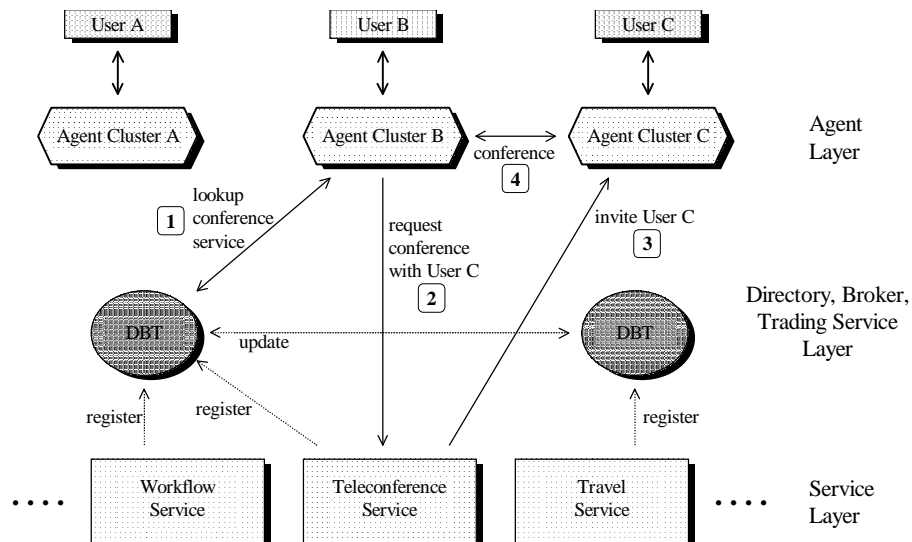 User A
User B
User C
Agent Cluster A
Agent Cluster B
Agent Cluster C
Agent
Layer
conference
4
1
lookup
conference
service
request
conference
with User C
2
invite User C
3
DBT
update
DBT
Directory, Broker,
Trading Service
Layer
register
register
register
Workflow
Service
Teleconference
Service
Travel
Service
Service
Layer